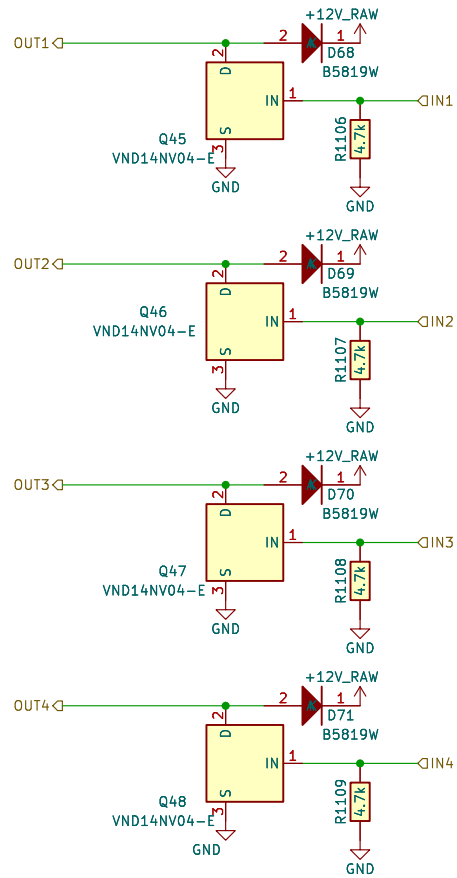 +12V_RAW
OUT1
2
1
D68
B5819W
2
D
IN
1
IN1
R1106
4.7k
Q45
VND14NV04-E
S
3
GND
GND
+12V_RAW
OUT2
2
1
D69
B5819W
2
D
IN
1
IN2
R1107
4.7k
Q46
VND14NV04-E
S
3
GND
GND
+12V_RAW
OUT3
2
1
D70
B5819W
2
D
IN
1
IN3
R1108
4.7k
Q47
VND14NV04-E
S
3
GND
GND
+12V_RAW
OUT4
2
1
D71
B5819W
2
D
IN
1
IN4
R1109
4.7k
Q48
VND14NV04-E
S
3
GND
GND